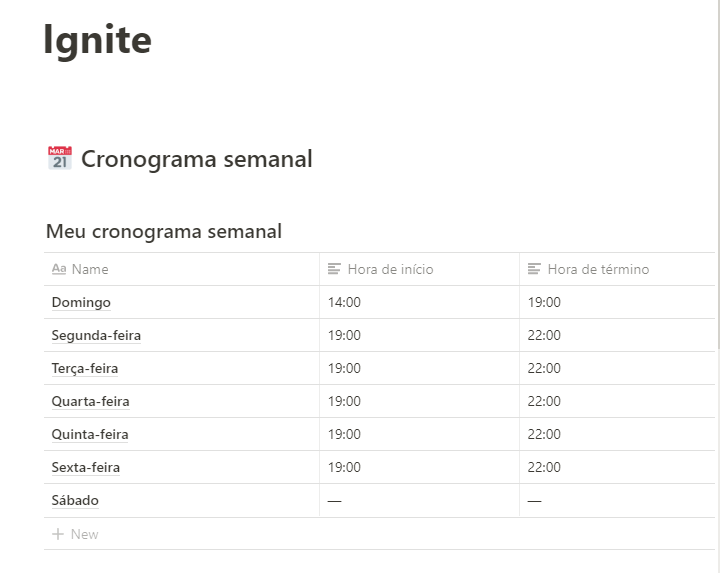 Ignite
MAR
21
Cronograma semanal
Meu cronograma semanal
Aa Name Hora de início Hora de término
Domingo 14:00 19:00
Segunda-feira 19:00 22:00
Terça-feira 19:00 22:00
Quarta-feira 19:00 22:00
Quinta-feira 19:00 22:00
Sexta-feira 19:00 22:00
Sábado — —
+ New